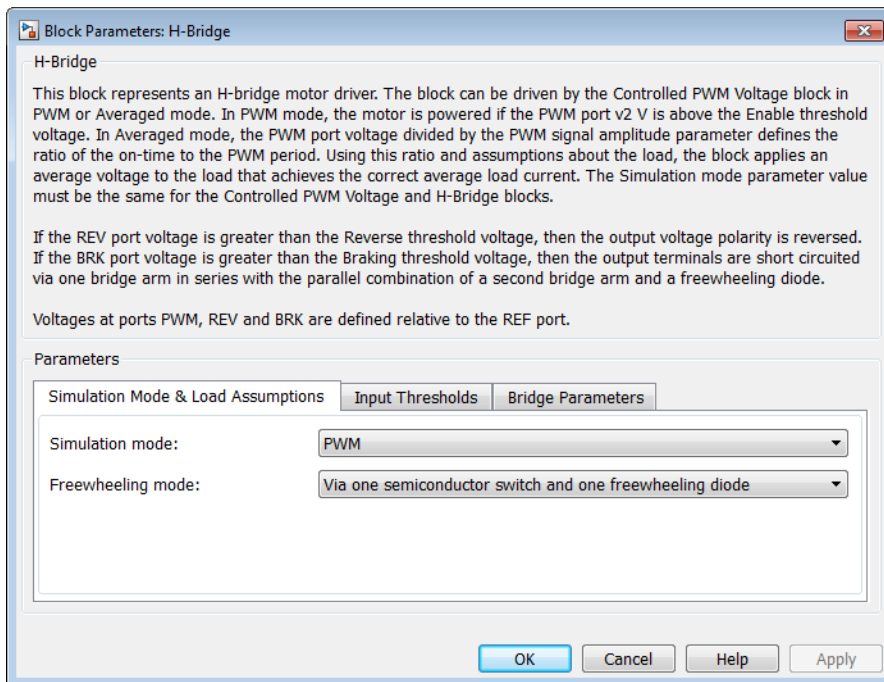 Block Parameters: H-Bridge
H-Bridge
This block represents an H-bridge motor driver. The block can be driven by the Controlled PWM Voltage block in
PWM or Averaged mode. In PWM mode, the motor is powered if the PWM port v2 V is above the Enable threshold
voltage. In Averaged mode, the PWM port voltage divided by the PWM signal amplitude parameter defines the
ratio of the on-time to the PWM period. Using this ratio and assumptions about the load, the block applies an
average voltage to the load that achieves the correct average load current. The Simulation mode parameter value
must be the same for the Controlled PWM Voltage and H-Bridge blocks.
If the REV port voltage is greater than the Reverse threshold voltage, then the output voltage polarity is reversed.
If the BRK port voltage is greater than the Braking threshold voltage, then the output terminals are short circuited
via one bridge arm in series with the parallel combination of a second bridge arm and a freewheeling diode.
Voltages at ports PWM, REV and BRK are defined relative to the REF port.
Parameters
Simulation Mode & Load Assumptions Input Thresholds Bridge Parameters
Simulation mode: PWM
Freewheeling mode: Via one semiconductor switch and one freewheeling diode
OK Cancel Help Apply